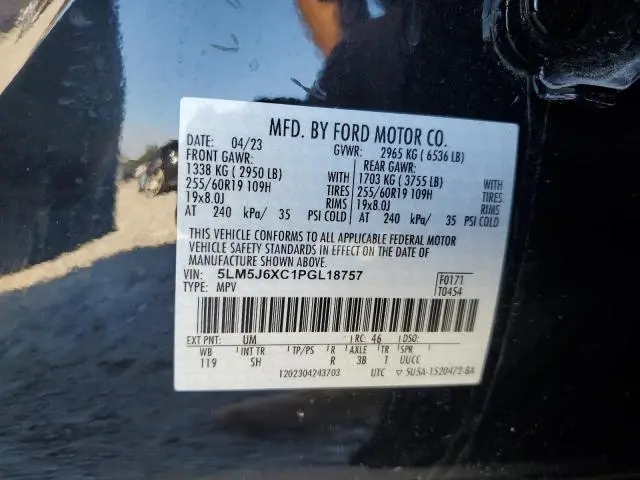 MFD. BY FORD MOTOR CO.
DATE: 04/23 GVWR: 2965 KG ( 6536 LB)
FRONT GAWR: REAR GAWR:
1338 KG ( 2950 LB) WITH 1703 KG ( 3755 LB) WITH
255/60R19 109H TIRES 255/60R19 109H TIRES
19x8.0J RIMS 19x8.0J RIMS
AT 240 kPa/ 35 PSI COLD AT 240 kPa/ 35 PSI COLD
THIS VEHICLE CONFORMS TO ALL APPLICABLE FEDERAL MOTOR
VEHICLE SAFETY STANDARDS IN EFFECT ON THE DATE OF
MANUFACTURE SHOWN ABOVE.
VIN: 5LM5J6XC1PGL18757 F0171
TYPE: MPV T0454
EXT PNT: UM RC: 46 DSO:
WB INT TR TP/PS R AXLE TR SPR
119 SH R 3B 1 UUCC
1202304243703 UTC ▽ 5U5A-1520472-BA